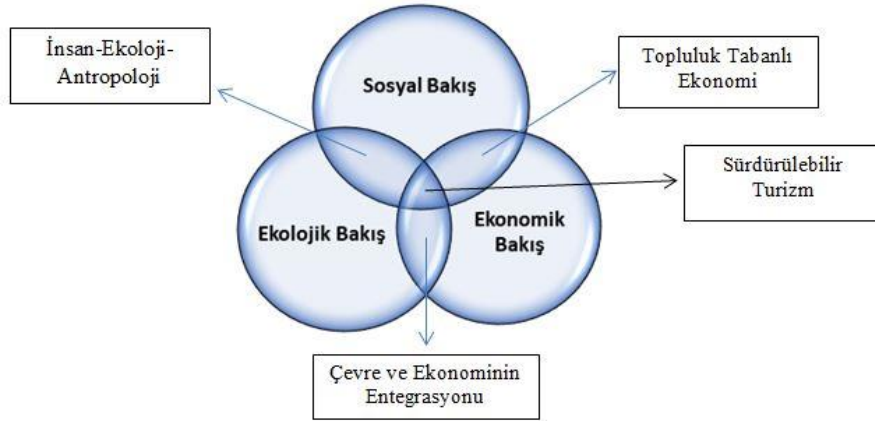 İnsan-Ekoloji-
Antropoloji
Topluluk Tabanlı
Ekonomi
Sosyal Bakış
Sürdürülebilir
Turizm
Ekolojik Bakış
Ekonomik
Bakış
Çevre ve Ekonominin
Entegrasyonu